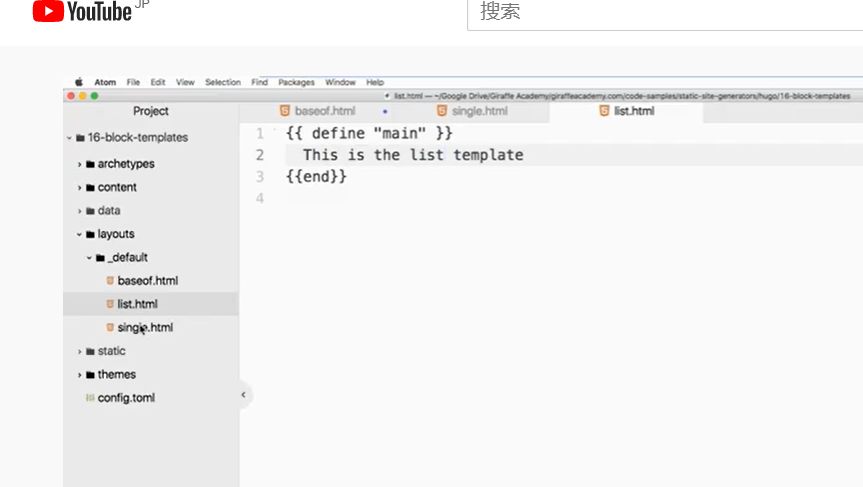 YouTube JP
搜索
Atom File Edit View Selection Find Packages Window Help
list.html — ~/Google Drive/Giraffe Academy/giraffeacademy.com/code-samples/static-site-generators/hugo/16-block-templates
Project
baseof.html
single.html
list.html
16-block-templates
archetypes
content
data
layouts
_default
baseof.html
list.html
single.html
static
themes
config.toml
1 {{ define "main" }}
2 This is the list template
3 {{end}}
4